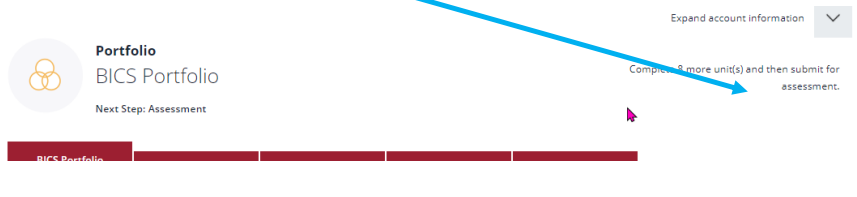 Expand account information
Portfolio
BICS Portfolio
Complete 8 more unit(s) and then submit for
assessment.
Next Step: Assessment
BICS Portfolio